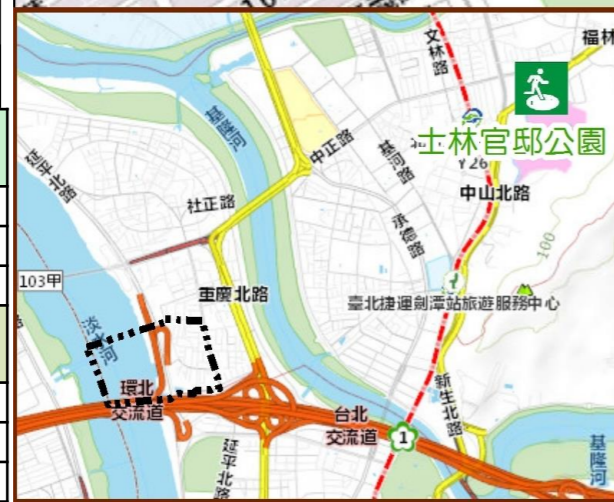 文林路
福林
基隆河
士林官邸公園
Y26
中正路
基河路
延平北路
中山北路
社正路
承德路
100
103甲
重慶北路
臺北捷運劍潭站旅遊服務中心
淡水河
環北
交流道
台北
交流道
1
新生北路
延平北路
基隆河